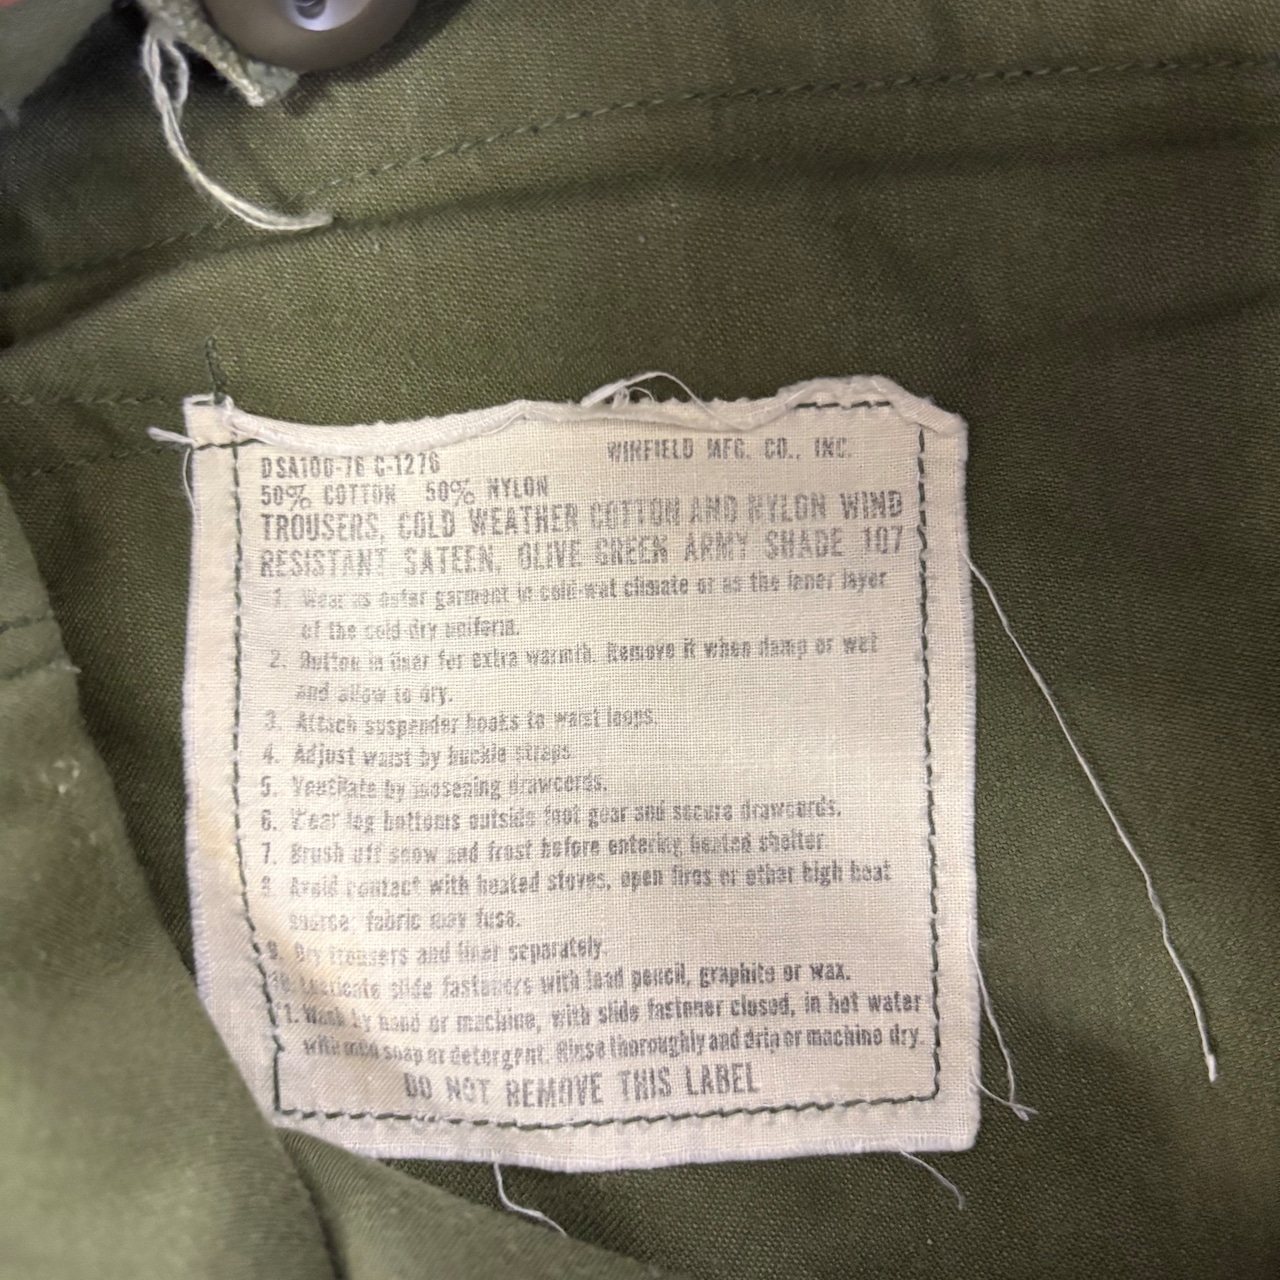 DSA100-76 C-1276
WINFIELD MFG. CO., INC.
50% COTTON 50% NYLON
TROUSERS, COLD WEATHER COTTON AND NYLON WIND
RESISTANT SATEEN, OLIVE GREEN ARMY SHADE 107
1. Wear as outer garment in cold-wet climate or as the inner layer
of the cold-dry uniform.
2. Button in liner for extra warmth. Remove it when damp or wet
and allow to dry.
3. Attach suspender hooks to waist loops.
4. Adjust waist by buckle straps.
5. Ventilate by loosening drawcords.
6. Wear leg bottoms outside foot gear and secure drawcords.
7. Brush off snow and frost before entering heated shelter.
8. Avoid contact with heated stoves, open fires or other high heat
source; fabric may fuse.
9. Dry trousers and liner separately.
10. Lubricate slide fasteners with lead pencil, graphite or wax.
11. Wash by hand or machine, with slide fastener closed, in hot water
with mild soap or detergent. Rinse thoroughly and drip or machine dry.
DO NOT REMOVE THIS LABEL